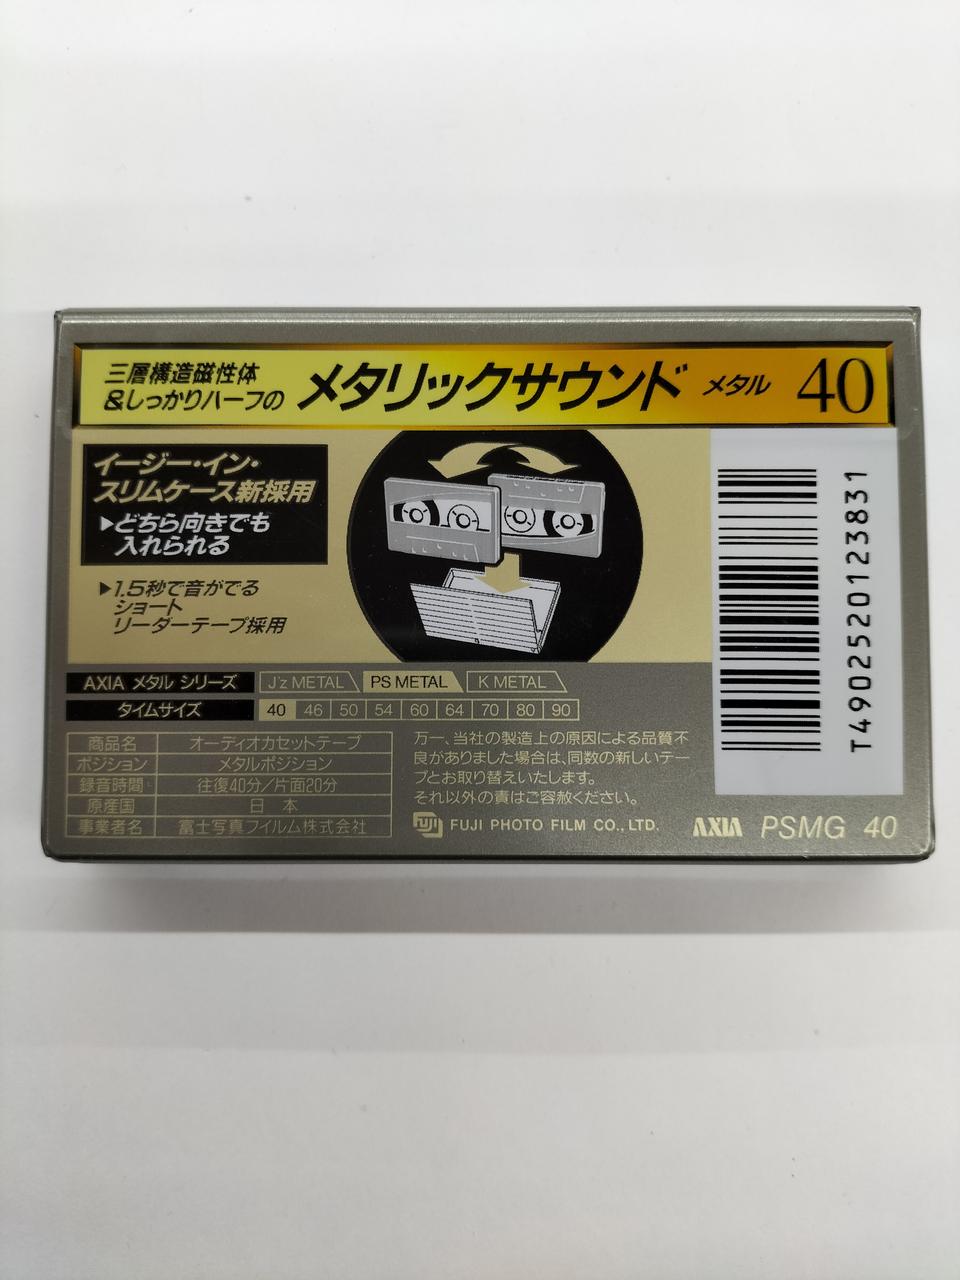 三層構造磁性体
&しっかりハーフの
メタリックサウンド メタル 40
イージー・イン・
スリムケース新採用
▶どちら向きでも
入れられる
▶1.5秒で音がでる
ショート
リーダーテープ採用
T4902520123831
AXIA メタル シリーズ J'z METAL PS METAL K METAL
タイムサイズ 40 46 50 54 60 64 70 80 90
商品名 オーディオカセットテープ
ポジション メタルポジション
録音時間 往復40分/片面20分
原産国 日本
事業者名 富士写真フイルム株式会社
万一、当社の製造上の原因による品質不
良がありました場合は、同数の新しいテー
プとお取り替えいたします。
それ以外の責はご容赦ください。
FUJI FUJI PHOTO FILM CO., LTD.
AXIA PSMG 40